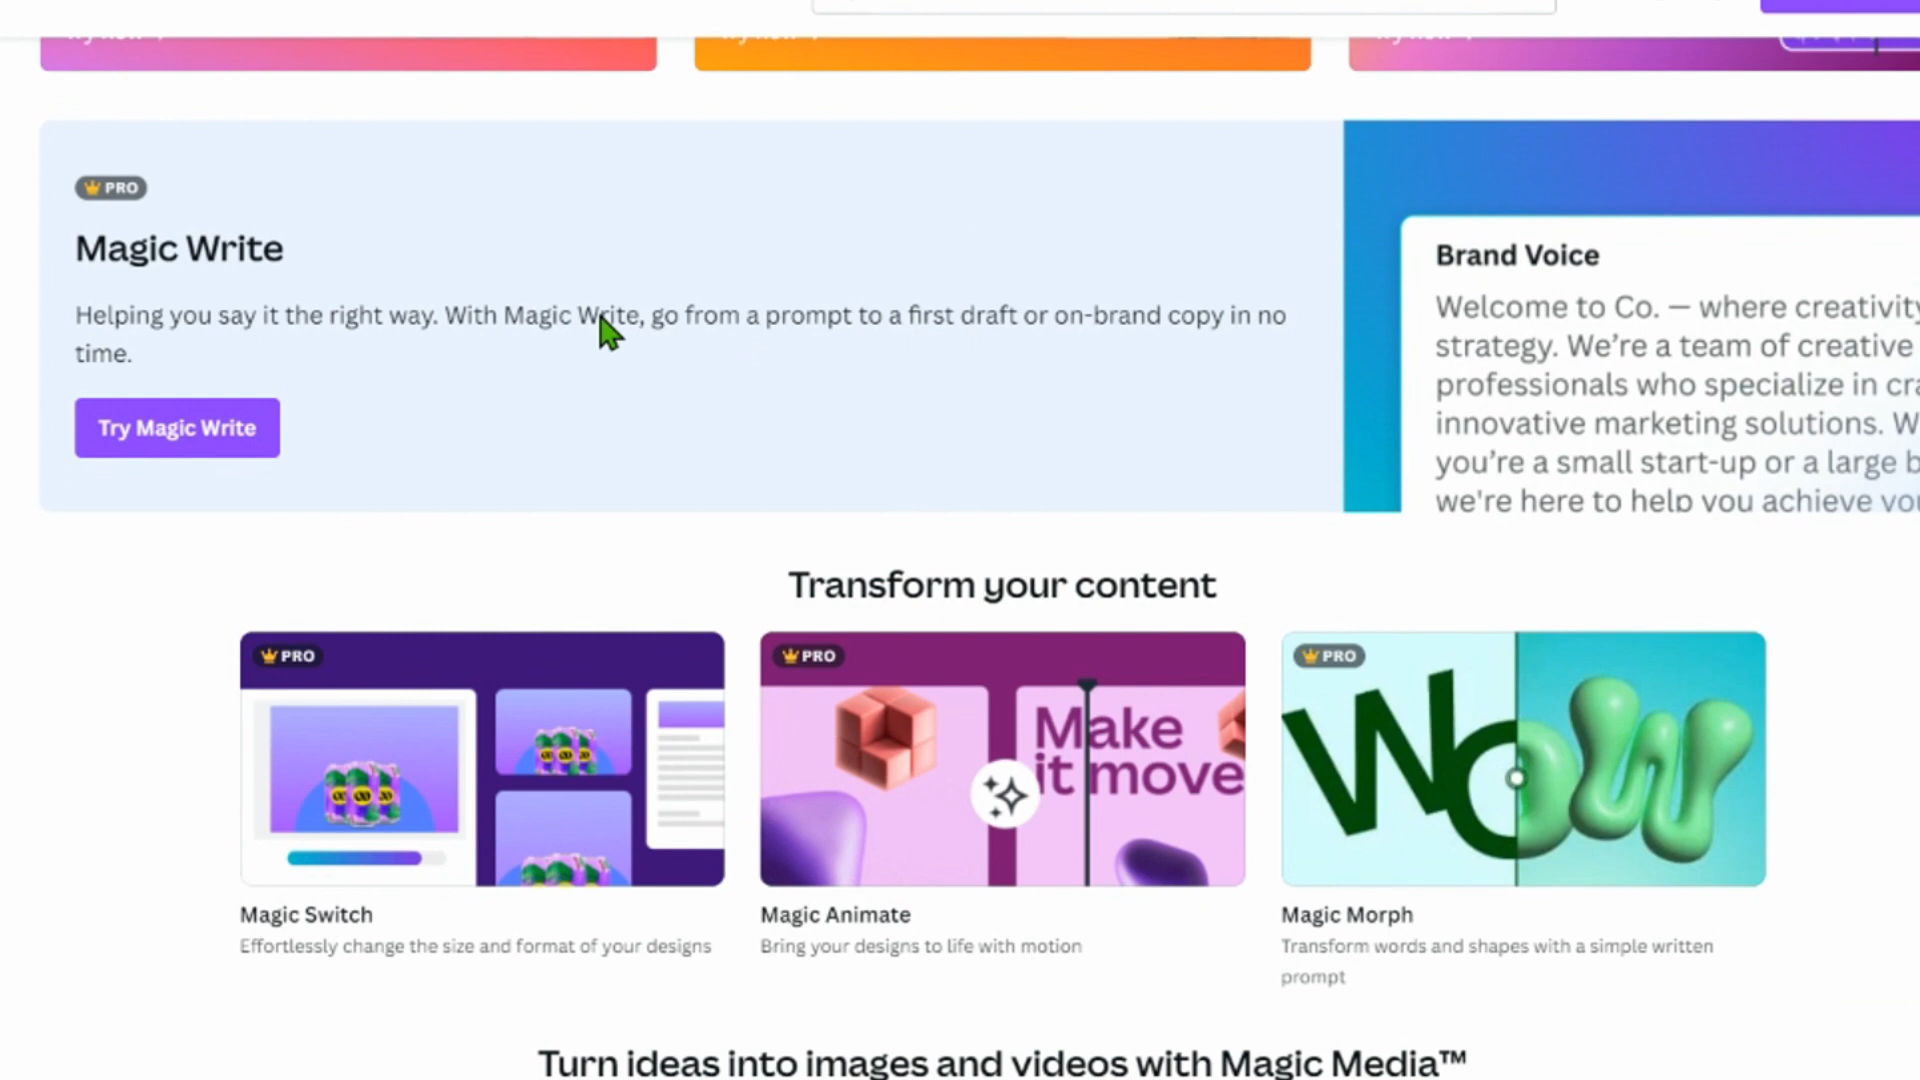 PRO
Magic Write
Helping you say it the right way. With Magic Write, go from a prompt to a first draft or on-brand copy in no
time.
Try Magic Write
Brand Voice
Welcome to Co. — where creativity
strategy. We’re a team of creative
professionals who specialize in
innovative marketing solutions.
you’re a small start-up or a large
we're here to help you achieve
Transform your content
PRO
PRO
Make
it move
PRO
WOW
Magic Switch
Effortlessly change the size and format of your designs
Magic Animate
Bring your designs to life with motion
Magic Morph
Transform words and shapes with a simple written
prompt
Turn ideas into images and videos with Magic Media™